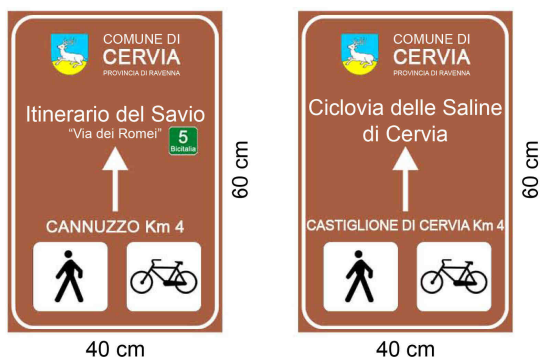 COMUNE DI
CERVIA
PROVINCIA DI RAVENNA
Itinerario del Savio
"Via dei Romei"
5
Bicitalia
CANNUZZO Km 4
60 cm
40 cm
COMUNE DI
CERVIA
PROVINCIA DI RAVENNA
Ciclovia delle Saline
di Cervia
CASTIGLIONE DI CERVIA Km 4
60 cm
40 cm